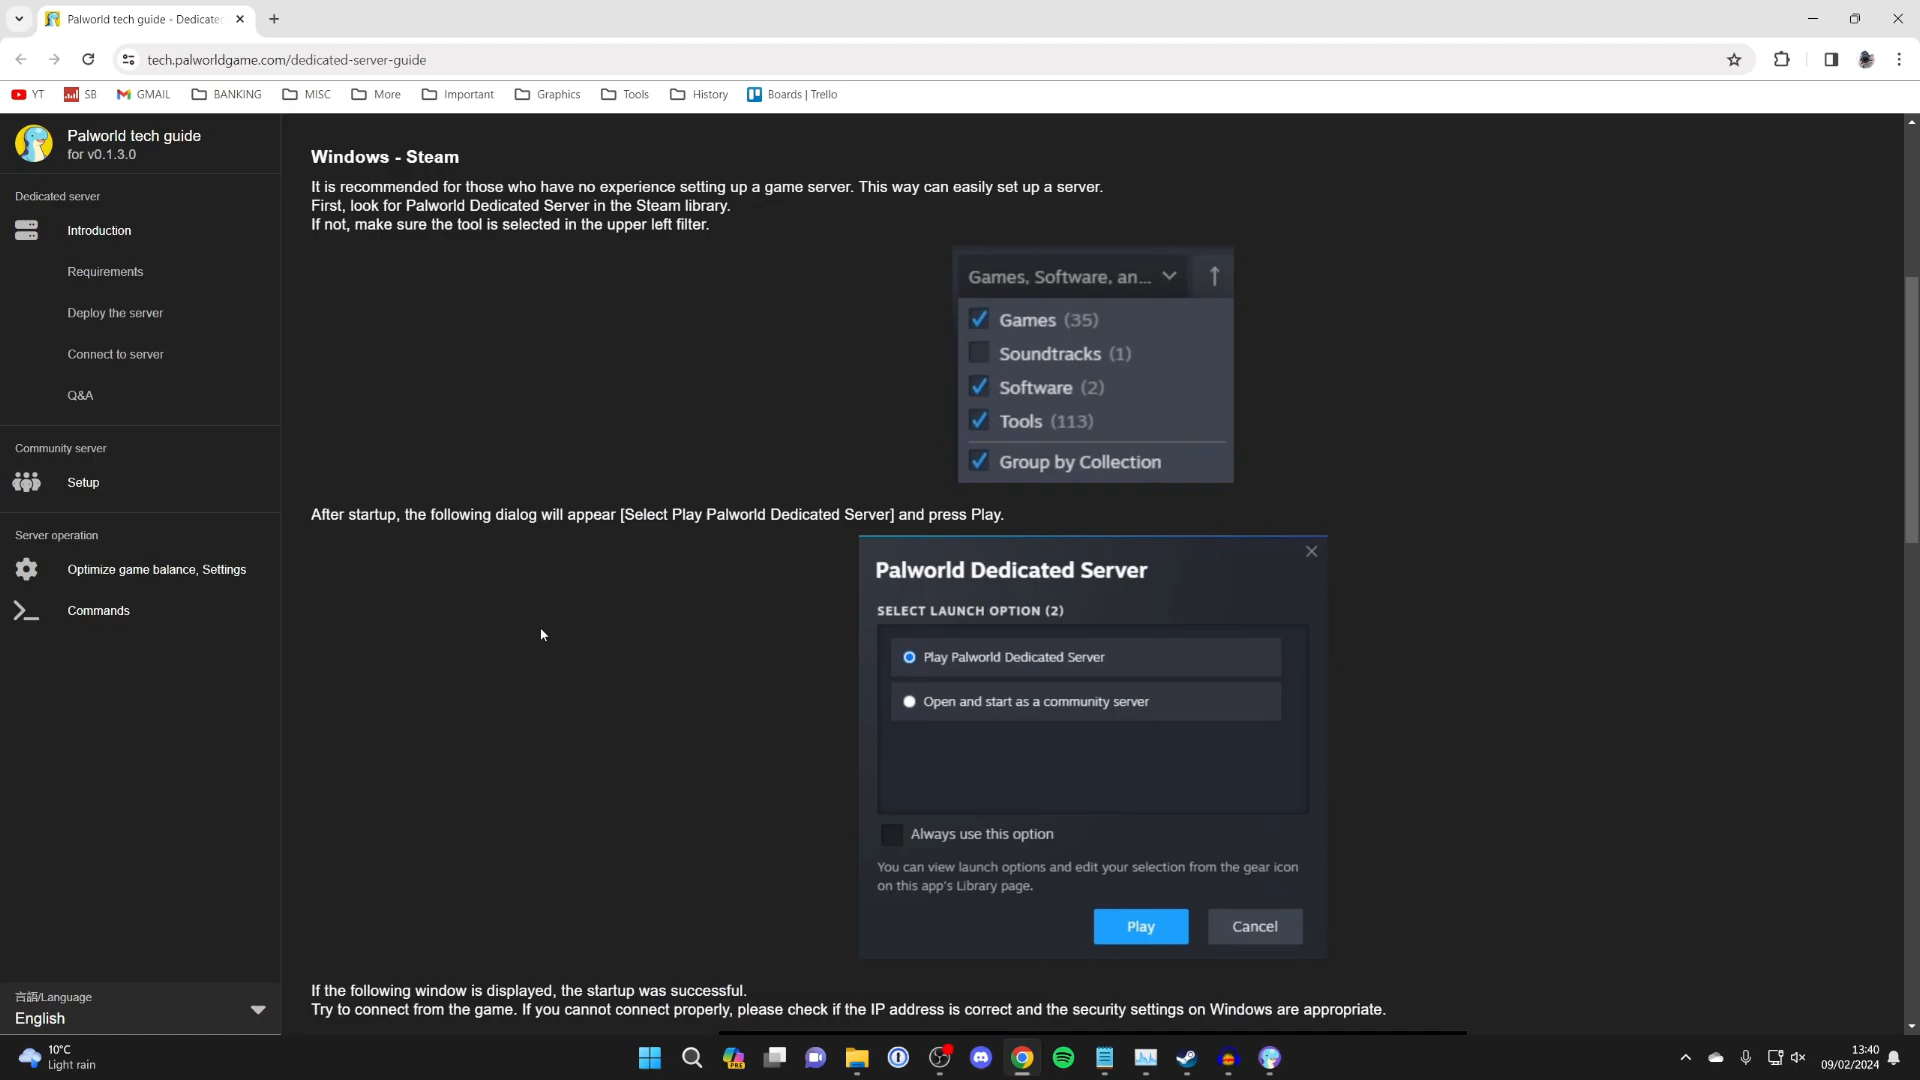 Palworld tech guide - Dedicate
tech.palworldgame.com/dedicated-server-guide
YT
SB
GMAIL
BANKING
MISC
More
Important
Graphics
Tools
History
Boards | Trello
Palworld tech guide
for v0.1.3.0
Dedicated server
Introduction
Requirements
Deploy the server
Connect to server
Q&A
Community server
Setup
Server operation
Optimize game balance, Settings
Commands
言語/Language
English
Windows - Steam
It is recommended for those who have no experience setting up a game server. This way can easily set up a server.
First, look for Palworld Dedicated Server in the Steam library.
If not, make sure the tool is selected in the upper left filter.
Games, Software, an...
Games (35)
Soundtracks (1)
Software (2)
Tools (113)
Group by Collection
After startup, the following dialog will appear [Select Play Palworld Dedicated Server] and press Play.
Palworld Dedicated Server
SELECT LAUNCH OPTION (2)
Play Palworld Dedicated Server
Open and start as a community server
Always use this option
You can view launch options and edit your selection from the gear icon
on this app's Library page.
Play
Cancel
If the following window is displayed, the startup was successful.
Try to connect from the game. If you cannot connect properly, please check if the IP address is correct and the security settings on Windows are appropriate.
10°C
Light rain
PRE
13:40
09/02/2024